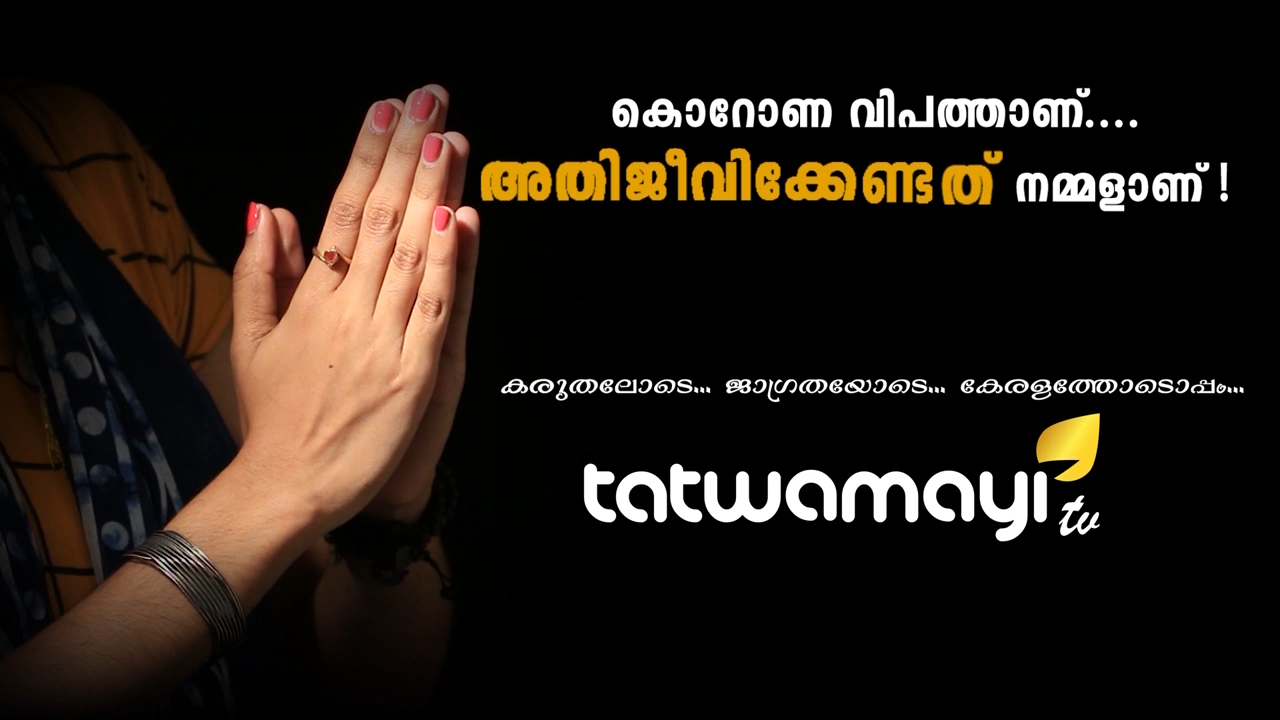 കൊറോണ വിപത്താണ്....
അതിജീവിക്കേണ്ടത് നമ്മളാണ് !
കരുതലോടെ... ജാഗ്രതയോടെ... കേരളത്തോടൊപ്പം...
tatwamayi
tv